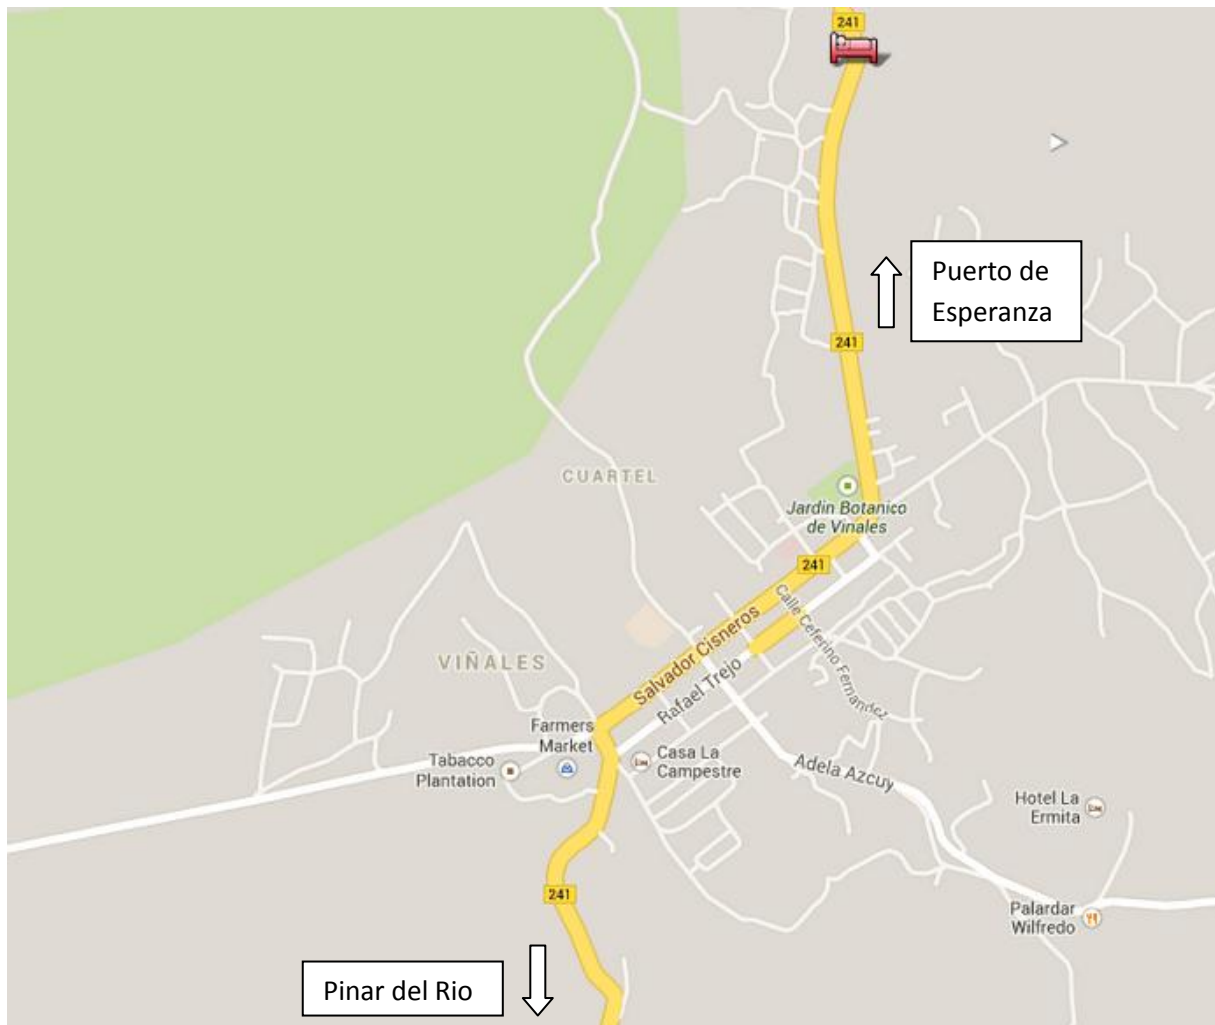 241
Puerto de
Esperanza
241
CUARTEL
Jardin Botanico
de Vinales
241
Calle Ceferino Fernandez
Salvador Cisneros
VIÑALES
Rafael Trejo
Farmers
Market
Casa La
Campestre
Tabacco
Plantation
Adela Azcuy
Hotel La
Ermita
241
Palardar
Wilfredo
Pinar del Rio